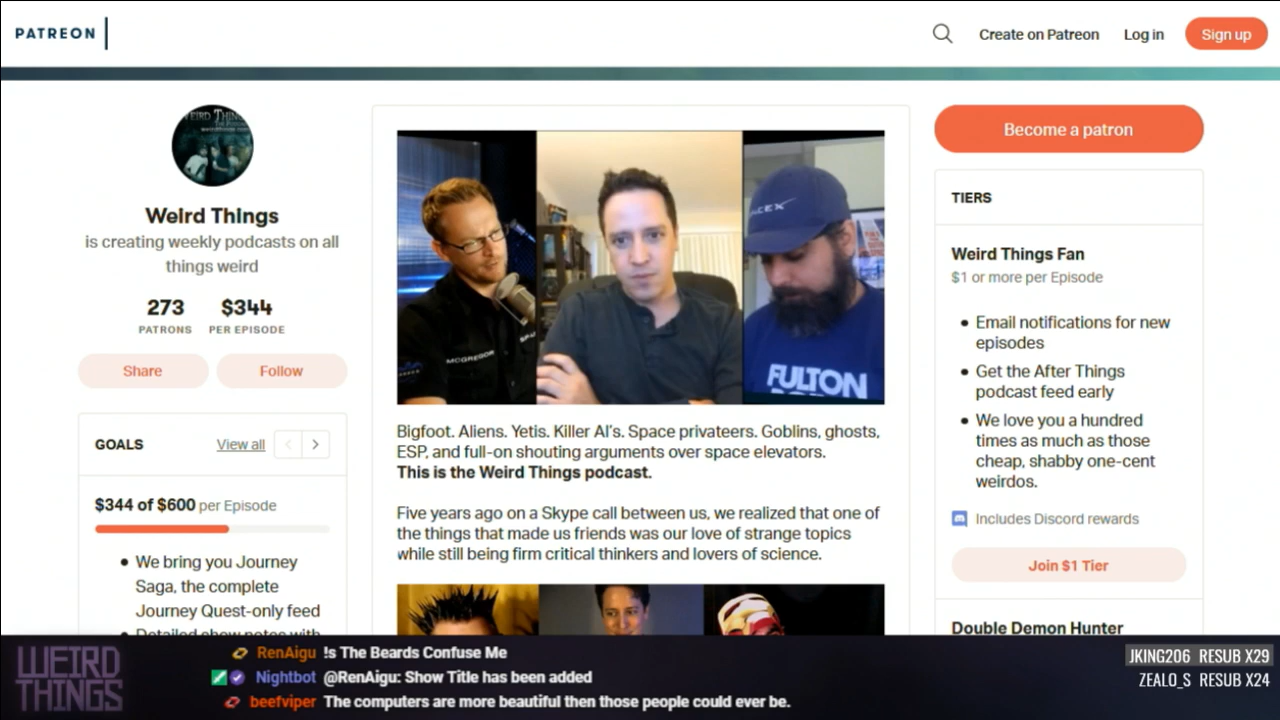 PATREON
Create on Patreon
Log in
Sign up
Weird Things
is creating weekly podcasts on all
things weird
273
PATRONS
$344
PER EPISODE
Share
Follow
GOALS
View all
$344 of $600 per Episode
• We bring you Journey
Saga, the complete
Journey Quest-only feed
• Detailed show notes with
MCGREGOR
FULTON
Bigfoot. Aliens. Yetis. Killer AI's. Space privateers. Goblins, ghosts,
ESP, and full-on shouting arguments over space elevators.
This is the Weird Things podcast.
Five years ago on a Skype call between us, we realized that one of
the things that made us friends was our love of strange topics
while still being firm critical thinkers and lovers of science.
Become a patron
TIERS
Weird Things Fan
$1 or more per Episode
• Email notifications for new
episodes
• Get the After Things
podcast feed early
• We love you a hundred
times as much as those
cheap, shabby one-cent
weirdos.
Includes Discord rewards
Join $1 Tier
Double Demon Hunter
WEIRD
THINGS
RenAigu !s The Beards Confuse Me
Nightbot @RenAigu: Show Title has been added
beefviper The computers are more beautiful then those people could ever be.
JKING206 RESUB X29
ZEALO_S RESUB X24